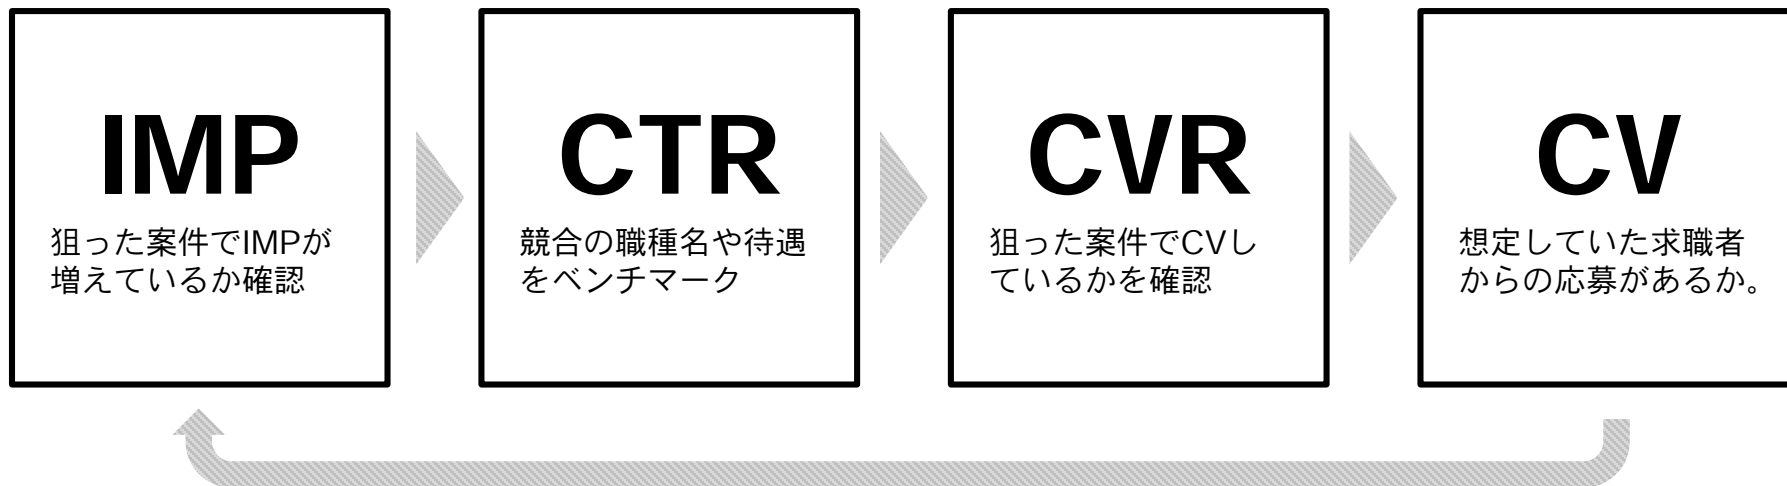 IMP
狙った案件でIMPが
増えているか確認
CTR
競合の職種名や待遇
をベンチマーク
CVR
狙った案件でCVし
ているかを確認
CV
想定していた求職者
からの応募があるか。